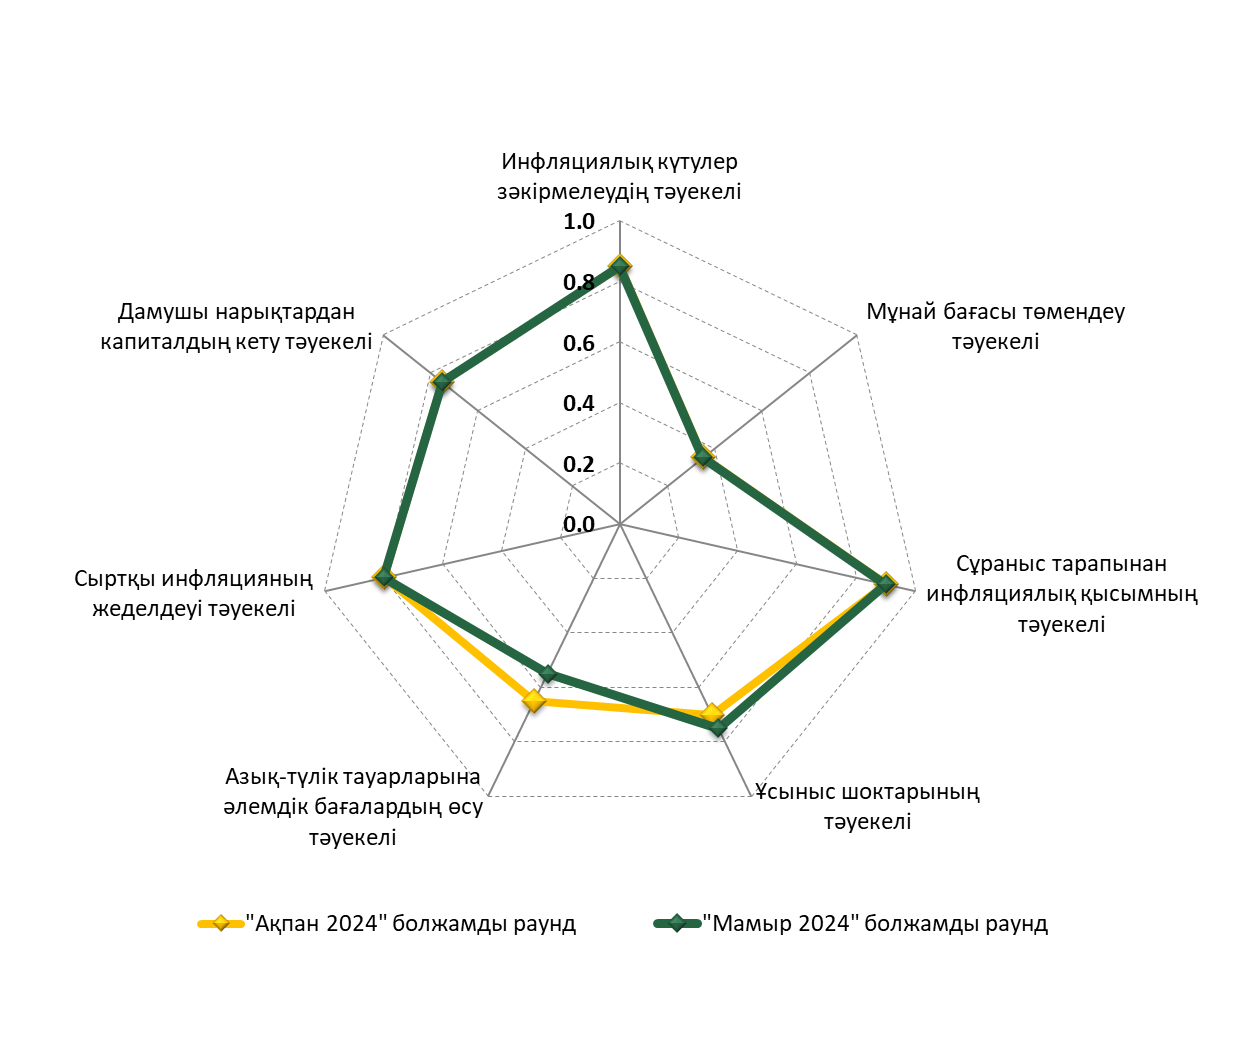 Инфляциялық күтулер
зәкірмелеудің тәуекелі
1.0
0.8
0.6
0.4
0.2
0.0
Мұнай бағасы төмендеу
тәуекелі
Сұраныс тарапынан
инфляциялық қысымның
тәуекелі
Ұсыныс шоктарының
тәуекелі
Азық-түлік тауарларына
әлемдік бағалардың өсу
тәуекелі
Сыртқы инфляцияның
жеделдеуі тәуекелі
Дамушы нарықтардан
капиталдың кету тәуекелі
"Ақпан 2024" болжамды раунд
"Мамыр 2024" болжамды раунд